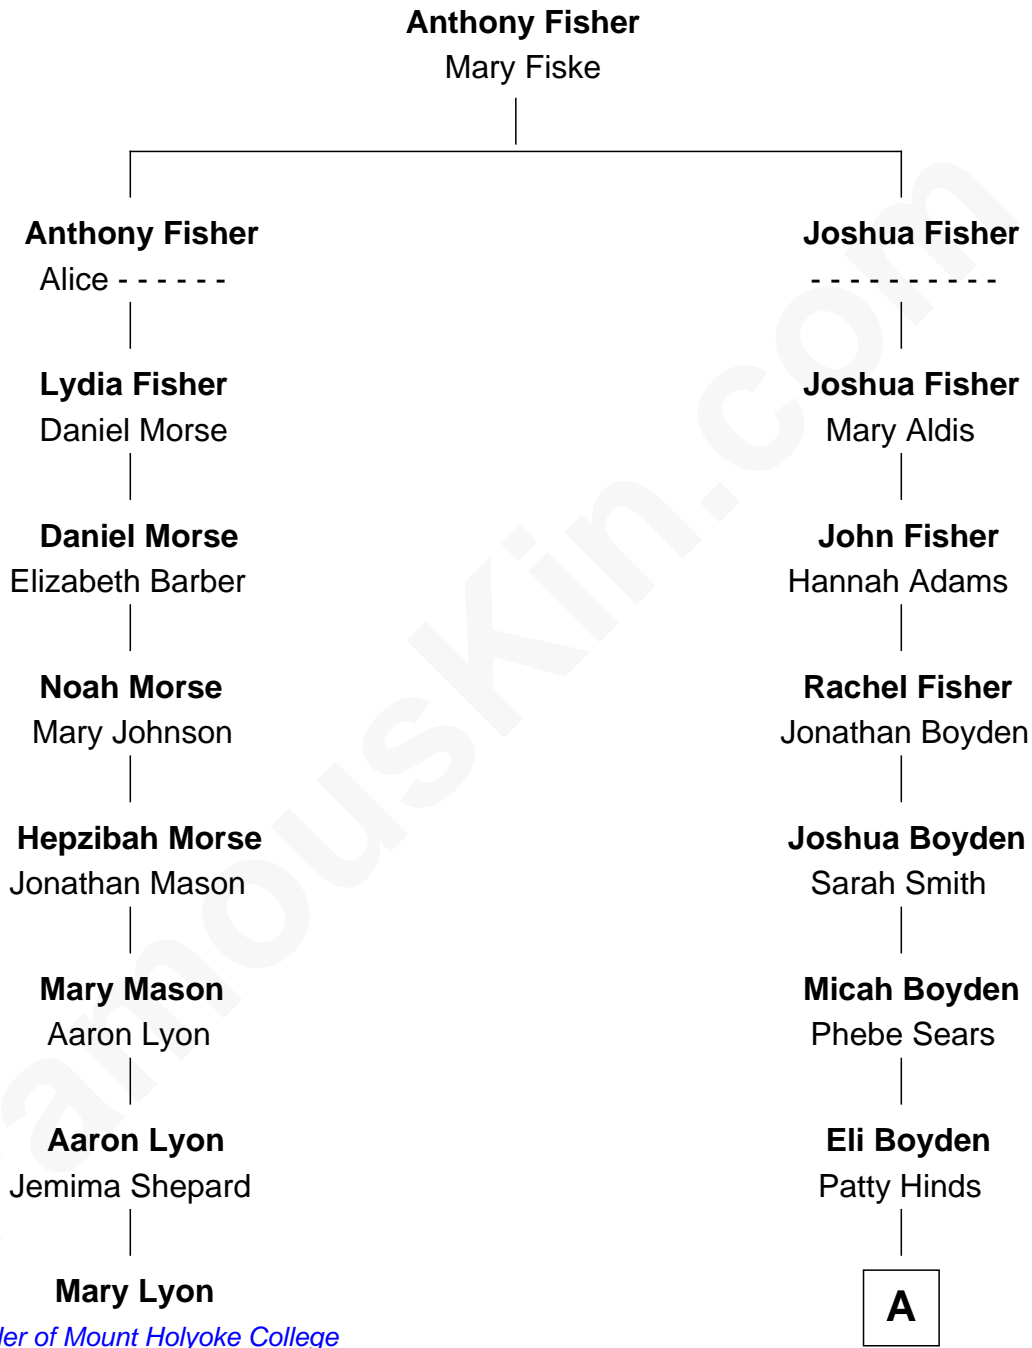 Anthony Fisher
Mary Fiske
Anthony Fisher Joshua Fisher
Alice - - - - - - - - - - - - - - - -
Lydia Fisher Joshua Fisher
Daniel Morse Mary Aldis
Daniel Morse John Fisher
Elizabeth Barber Hannah Adams
Noah Morse Rachel Fisher
Mary Johnson Jonathan Boyden
Hepzibah Morse Joshua Boyden
Jonathan Mason Sarah Smith
Mary Mason Micah Boyden
Aaron Lyon Phebe Sears
Aaron Lyon Eli Boyden
Jemima Shepard Patty Hinds
Mary Lyon A
of Mount Holyoke College
amouskin.com